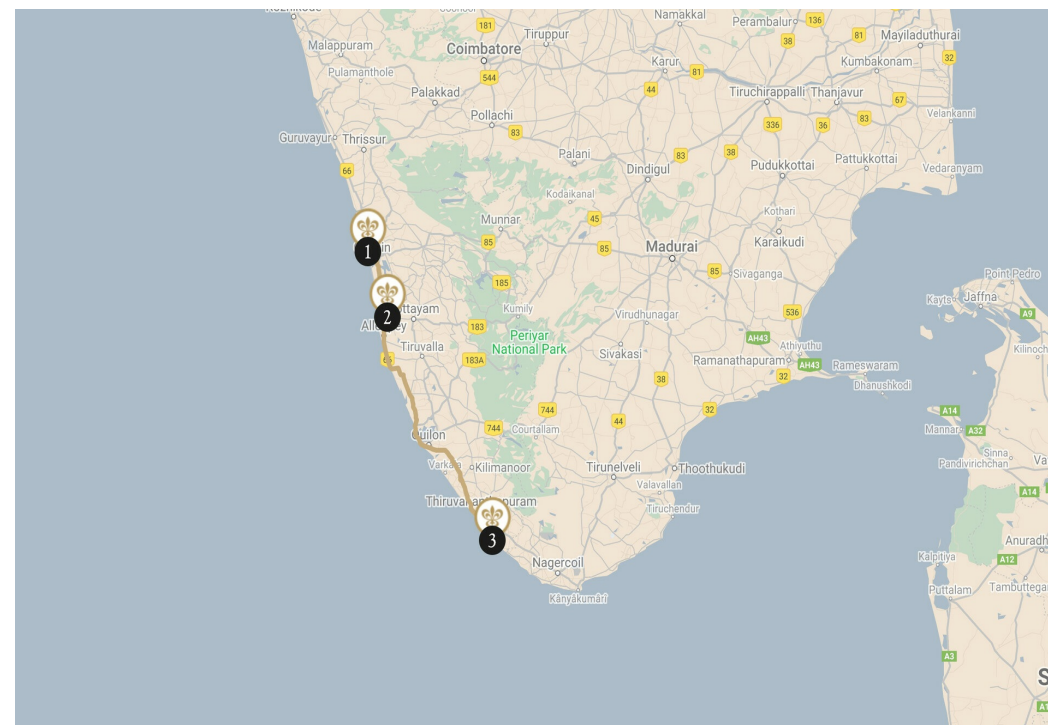 181
Tiruppur
Namakkal
Perambalur
136
Malappuram
Coimbatore
38
81
Mayiladuthurai
Pulamanthole
544
Karur
81
Kumbakonam
32
Palakkad
44
Tiruchirappalli
Thanjavur
67
Pollachi
83
336
36
83
Velankanni
Guruvayur
Thrissur
66
Palani
83
38
Dindigul
Pudukkottai
Pattukkottai
Vedaranyam
Kodaikanal
Munnar
45
Kothari
Karaikudi
1
85
85
Madurai
85
Sivaganga
Point Pedro
185
Kayts
Jaffna
2
ttayam
Kumily
Virudhunagar
536
A9
183
Periyar
National Park
AH43
Athiyuthu
Kilinoch
Tiruvalla
183A
Sivakasi
Ramanathapuram
AH43
Rameswaram
38
32
Dhanushkodi
744
44
32
A14
Mannar
A32
Quilon
744
Courtallam
Sinna
Pandivirichchan
Va
Varkala
Kilimanoor
Tirunelveli
Thoothukudi
Valavallan
A14
Thiruvananthapuram
Tiruchendur
3
Anuradh
Nagercoil
Kalpitiya
A12
Kanyākumāri
Puttalam
Tambuttega
A3
S